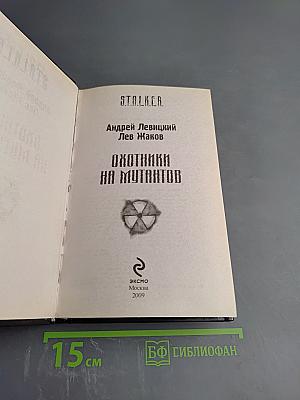 S.T.A.L.K.E.R.
Андрей Левицкий
Лев Жаков
ОХОТНИКИ
НА МУТАНТОВ
ЭКСМО
Москва
2009
15 см
БФ БИБЛИОФАН